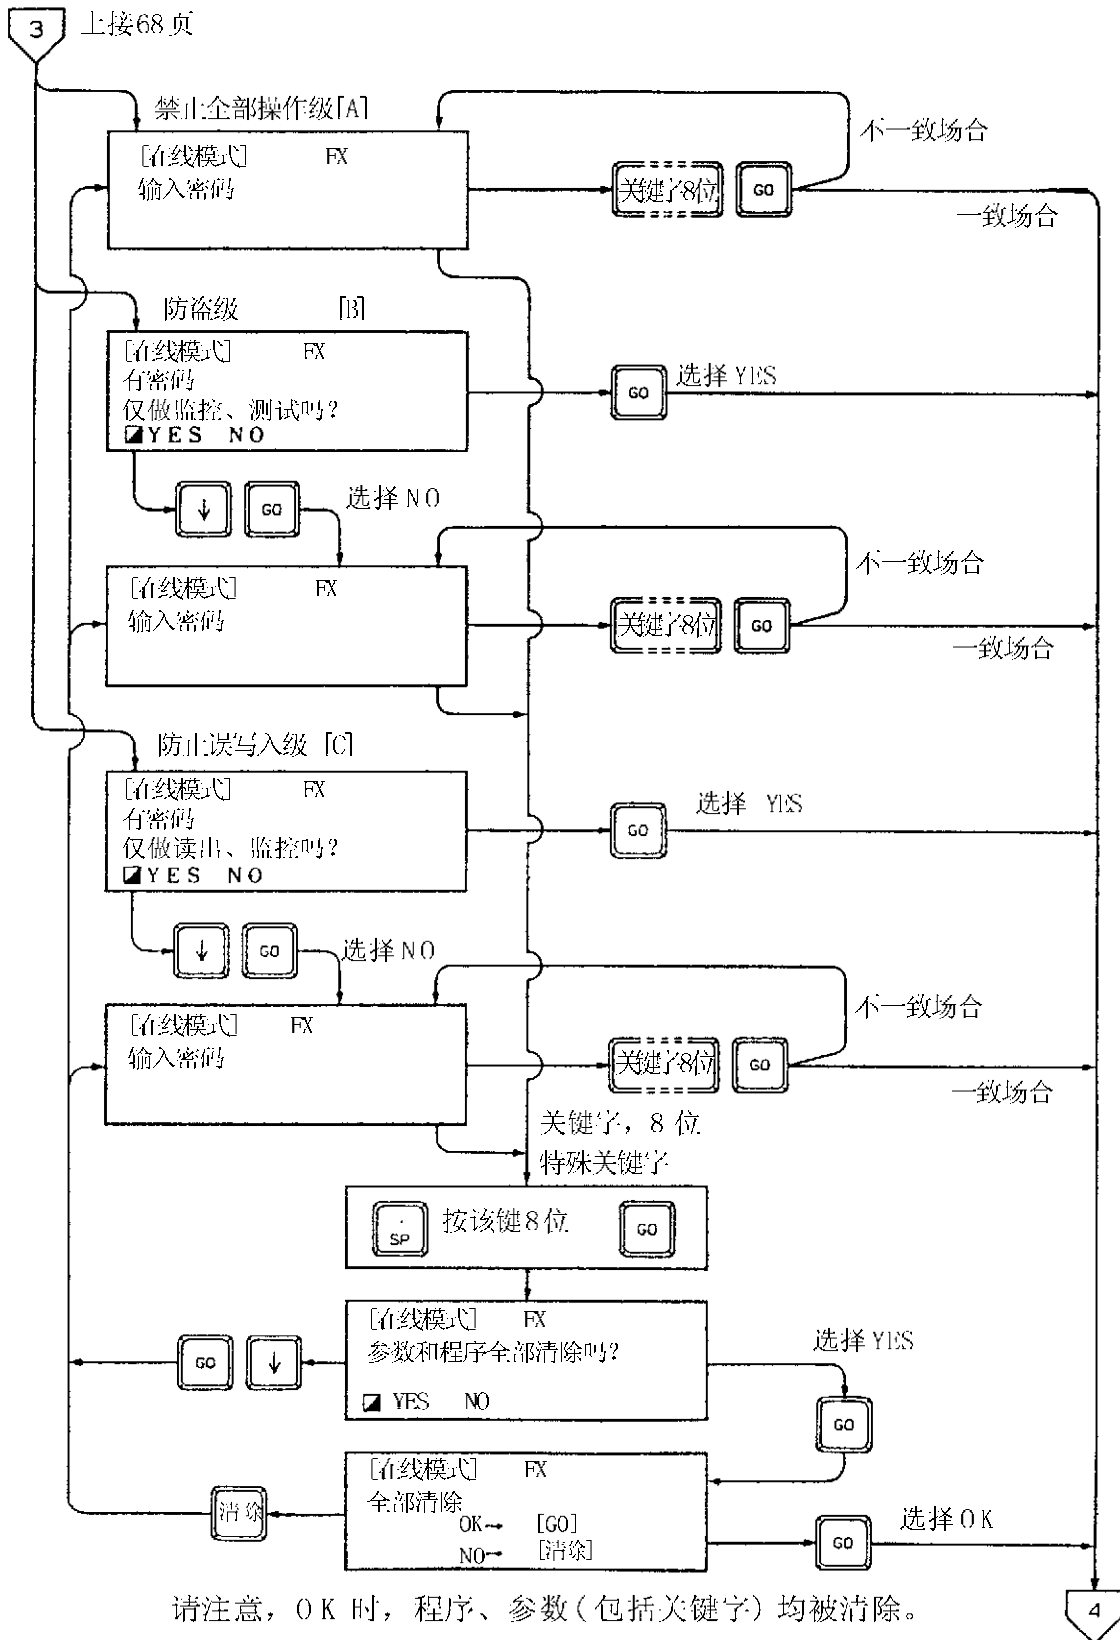 3 上接68页
禁止全部操作级[A]
[在线模式] FX
输入密码
关键字8位 GO
不一致场合
一致场合
防盗级 [B]
[在线模式] FX
有密码
仅做监控、测试吗?
YES NO
GO 选择YES
↓ GO 选择NO
[在线模式] FX
输入密码
关键字8位 GO
不一致场合
一致场合
防止误写入级 [C]
[在线模式] FX
有密码
仅做读出、监控吗?
YES NO
GO 选择 YES
↓ GO 选择NO
[在线模式] FX
输入密码
关键字8位 GO
不一致场合
一致场合
关键字, 8 位
特殊关键字
· SP 按该键8位 GO
[在线模式] FX
参数和程序全部清除吗?
YES NO
GO ↓
选择YES
GO
[在线模式] FX
全部清除
OK→ [GO]
NO→ [清除]
清除
GO 选择OK
请注意, OK 时, 程序、参数(包括关键字) 均被清除。
4